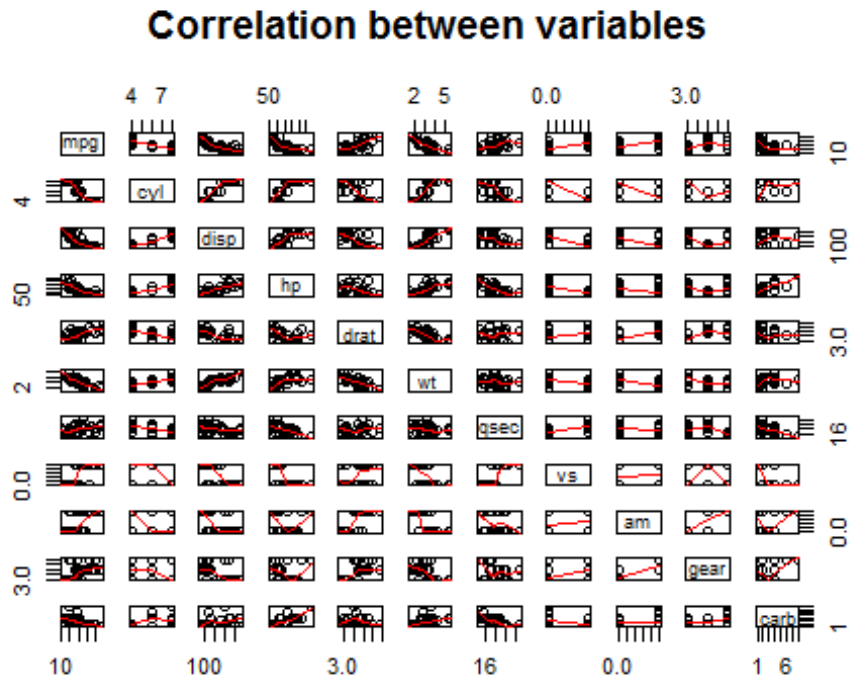 Correlation between variables
4 7 50 2 5 0.0 3.0
mpg 10
4 cyl
disp 100
50 hp
drat 3.0
2 wt
qsec 16
0.0 vs
am 0.0
3.0 gear
carb 1
10 100 3.0 16 0.0 1 6